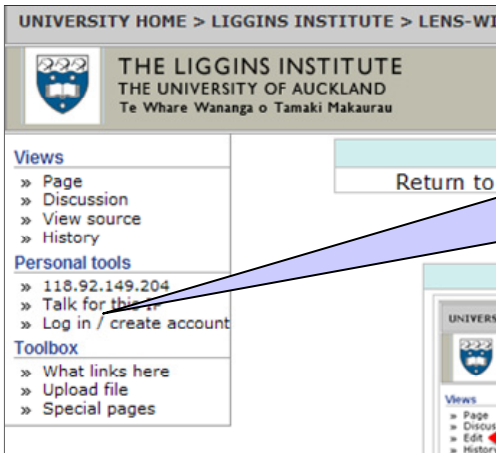 UNIVERSITY HOME > LIGGINS INSTITUTE > LENS-WI
THE LIGGINS INSTITUTE
THE UNIVERSITY OF AUCKLAND
Te Whare Wananga o Tamaki Makaurau
Views
» Page
» Discussion
» View source
» History
Personal tools
» 118.92.149.204
» Talk for this IP
» Log in / create account
Toolbox
» What links here
» Upload file
» Special pages
Return to
UNIVERS
Views
» Page
» Discus
» Edit
» History